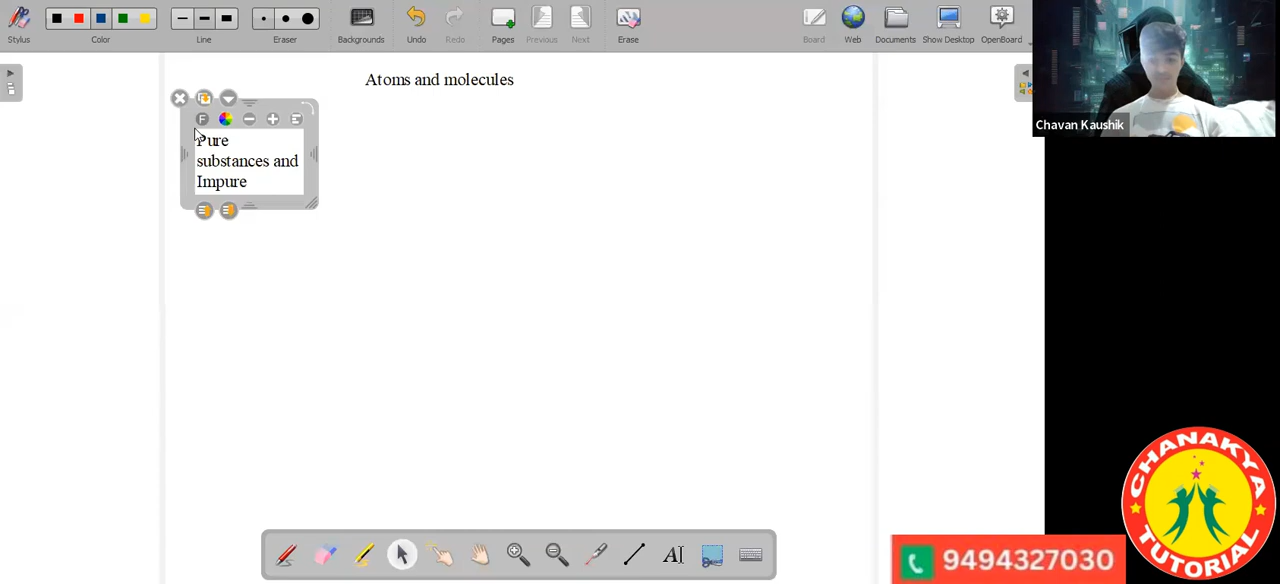 Stylus
Color
Line
Eraser
Backgrounds
Undo
Redo
Pages
Previous
Next
Erase
Board
Web
Documents
Show Desktop
OpenBoard
Atoms and molecules
F
Pure
substances and
Impure
Chavan Kaushik
AI
CHANAKYA
TUTORIAL
9494327030